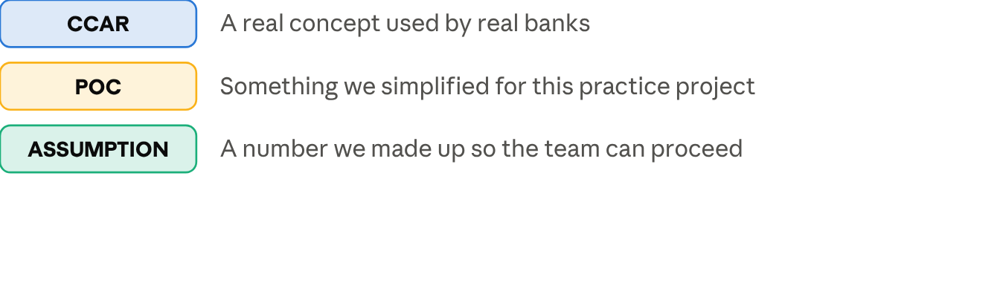 CCAR A real concept used by real banks
POC Something we simplified for this practice project
ASSUMPTION A number we made up so the team can proceed